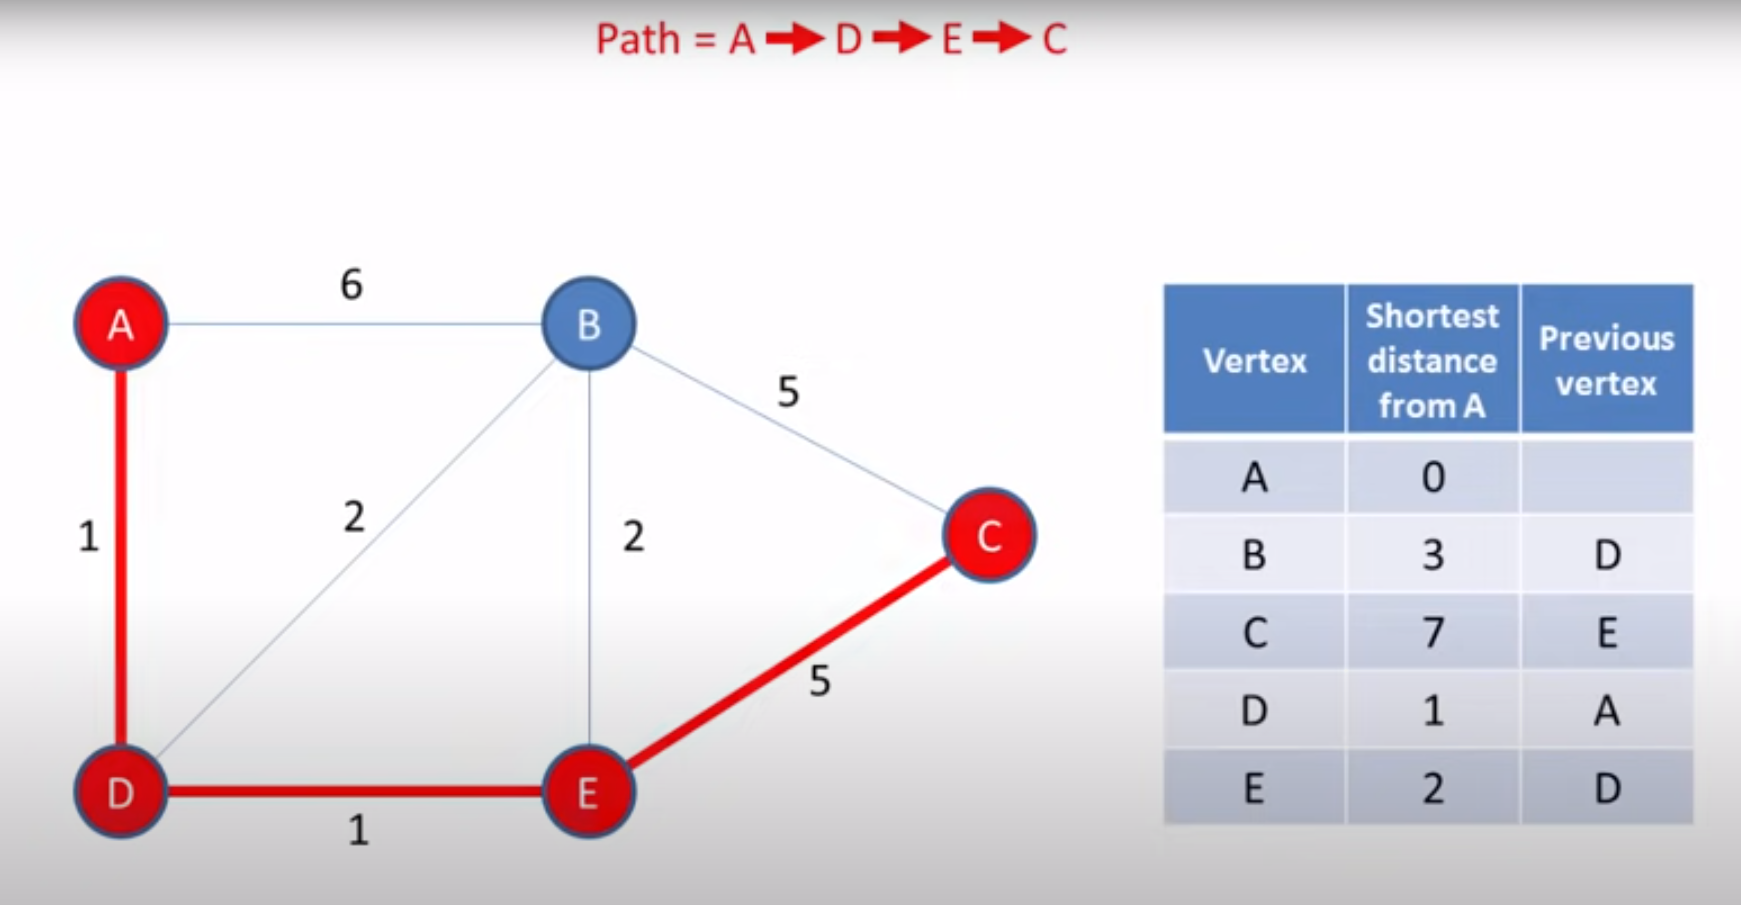 Path = A ➡ D ➡ E ➡ C
6
A
B
5
1
2
2
C
5
D
E
1
Vertex Shortest distance from A Previous vertex
A 0
B 3 D
C 7 E
D 1 A
E 2 D